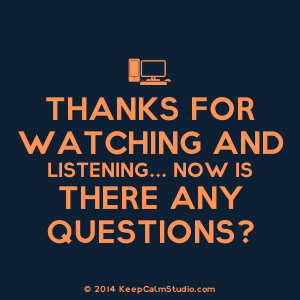 THANKS FOR
WATCHING AND
LISTENING... NOW IS
THERE ANY
QUESTIONS?
© 2014 KeepCalmStudio.com